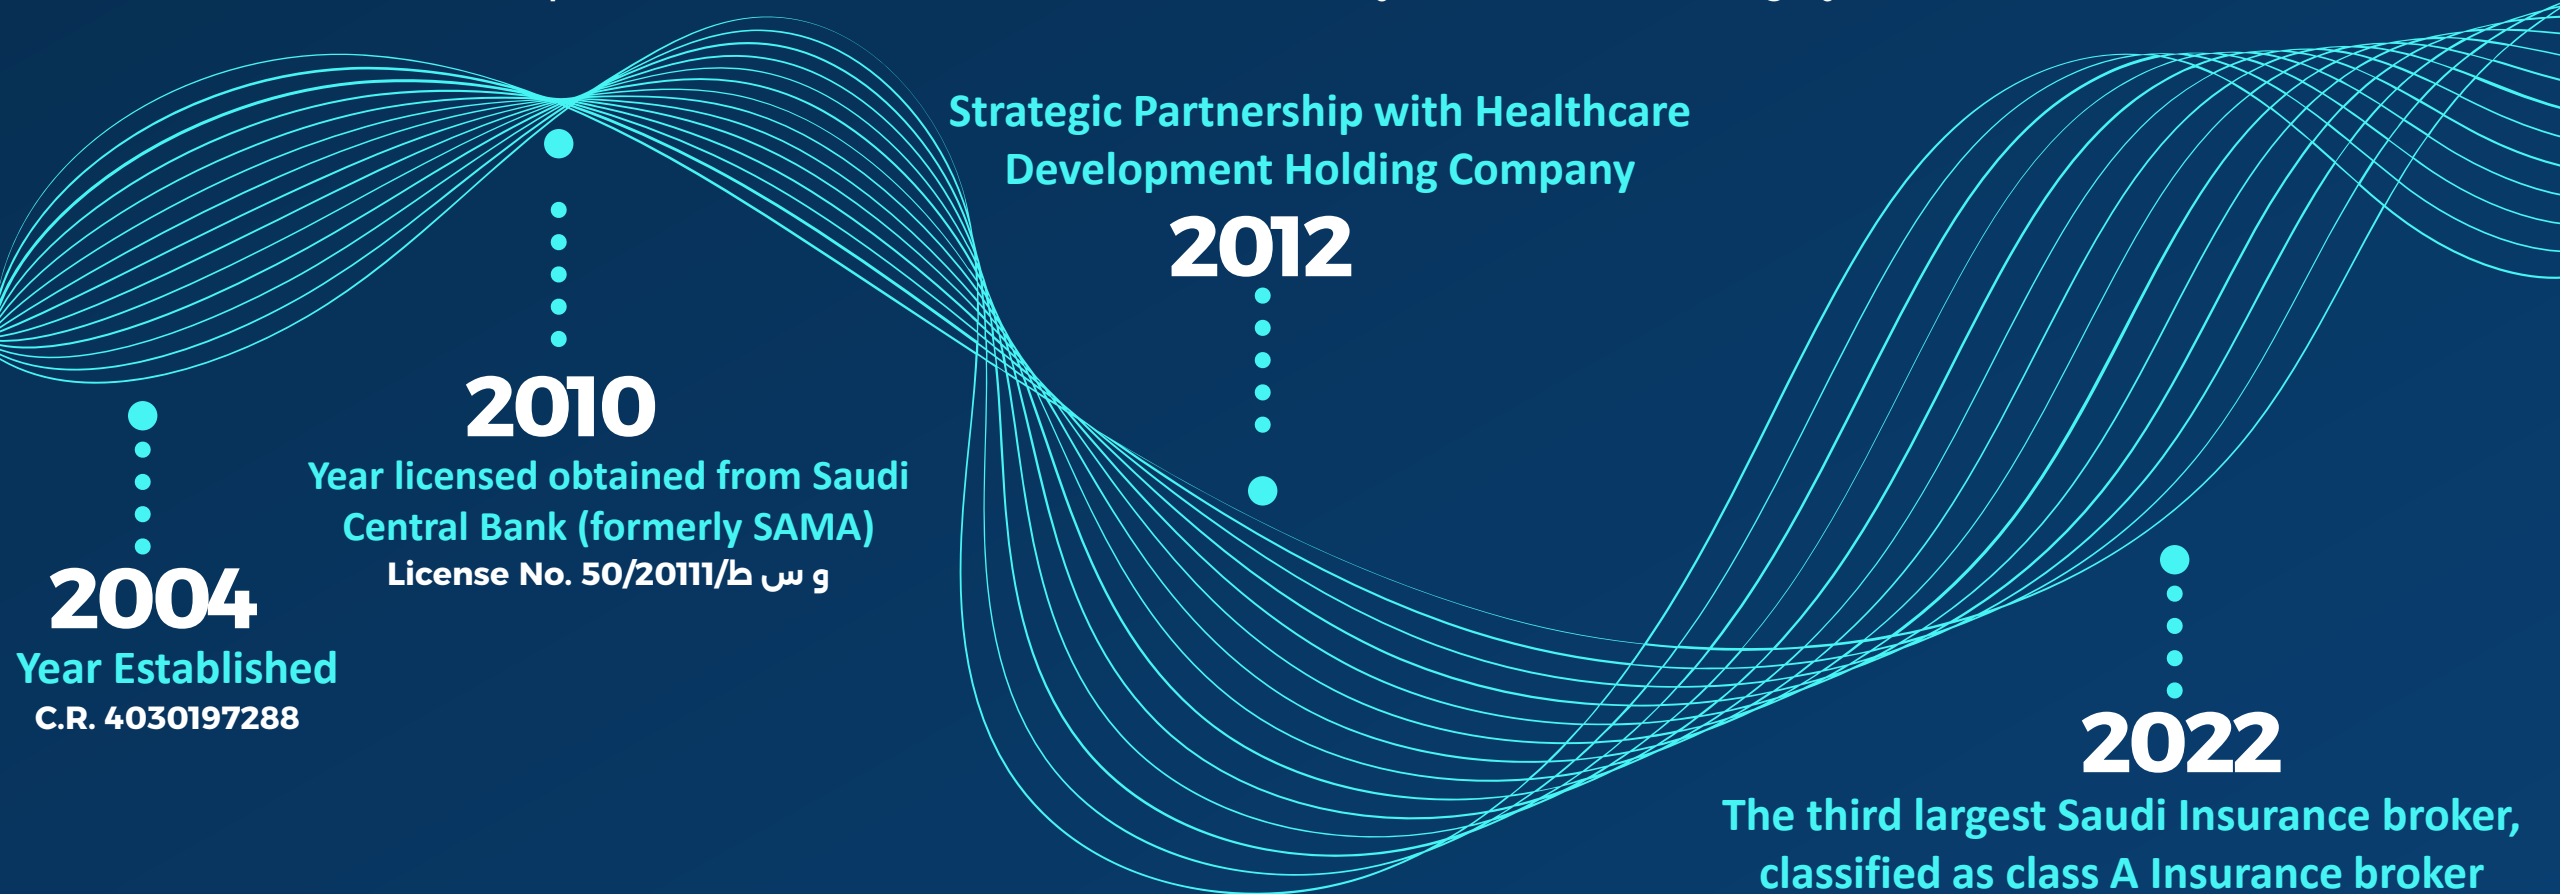 2004
Year Established
C.R. 4030197288
2010
Year licensed obtained from Saudi
Central Bank (formerly SAMA)
License No. 50/20111/و س ط
Strategic Partnership with Healthcare
Development Holding Company
2012
2022
The third largest Saudi Insurance broker,
classified as class A Insurance broker